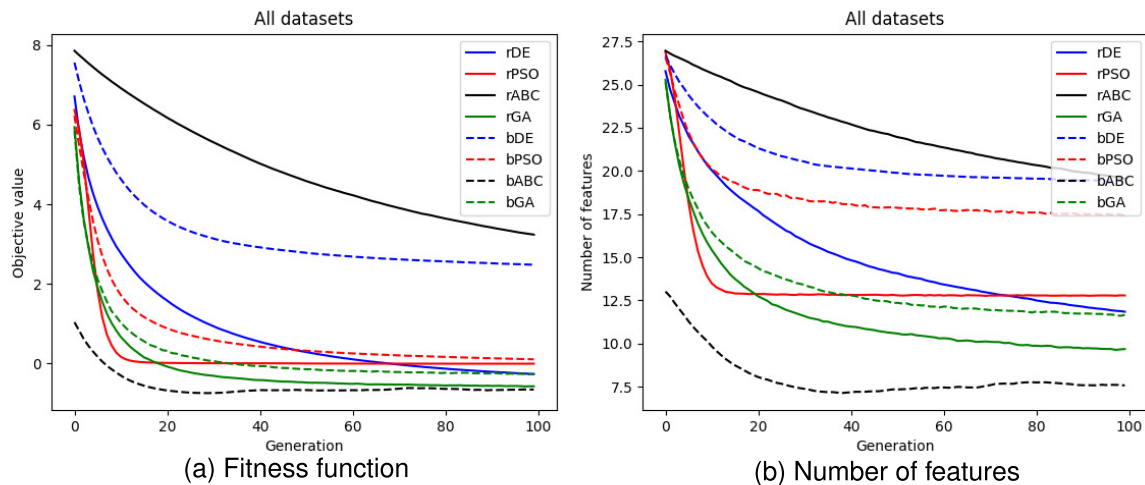 All datasets
8
6
4
2
0
Objective value
rDE
rPSO
rABC
rGA
bDE
bPSO
bABC
bGA
0 20 40 60 80 100
Generation
(a) Fitness function
All datasets
27.5
25.0
22.5
20.0
17.5
15.0
12.5
10.0
7.5
Number of features
rDE
rPSO
rABC
rGA
bDE
bPSO
bABC
bGA
0 20 40 60 80 100
Generation
(b) Number of features